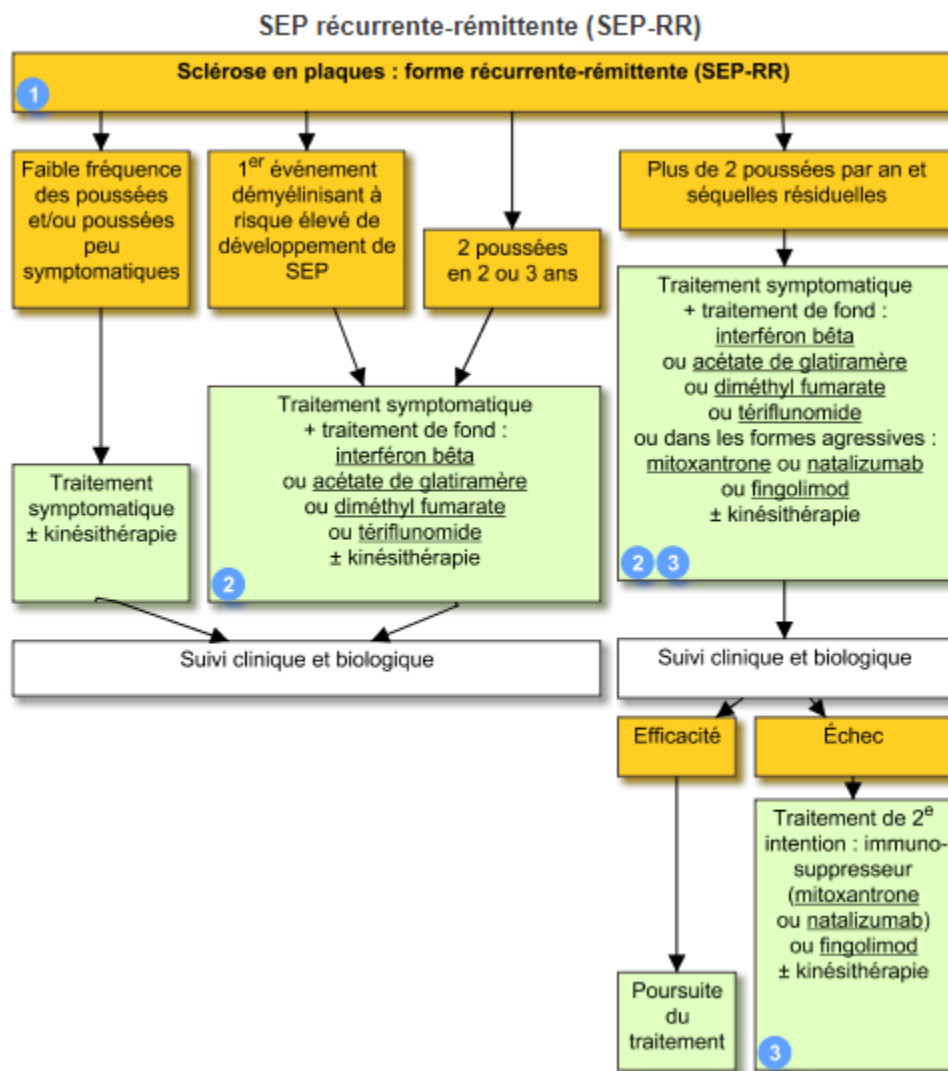 SEP récurrente-rémittente (SEP-RR)
Sclérose en plaques : forme récurrente-rémittente (SEP-RR)
1
Faible fréquence
des poussées
et/ou poussées
peu
symptomatiques
1er événement
démyélinisant à
risque élevé de
développement de
SEP
2 poussées
en 2 ou 3 ans
Plus de 2 poussées par an et
séquelles résiduelles
Traitement
symptomatique
± kinésithérapie
Traitement symptomatique
+ traitement de fond :
interféron bêta
ou acétate de glatiramère
ou diméthyl fumarate
ou tériflunomide
± kinésithérapie
2
Traitement symptomatique
+ traitement de fond :
interféron bêta
ou acétate de glatiramère
ou diméthyl fumarate
ou tériflunomide
ou dans les formes agressives :
mitoxantrone ou natalizumab
ou fingolimod
± kinésithérapie
2 3
Suivi clinique et biologique
Suivi clinique et biologique
Efficacité
Échec
Poursuite
du
traitement
Traitement de 2e
intention : immuno-
suppresseur
(mitoxantrone
ou natalizumab)
ou fingolimod
± kinésithérapie
3